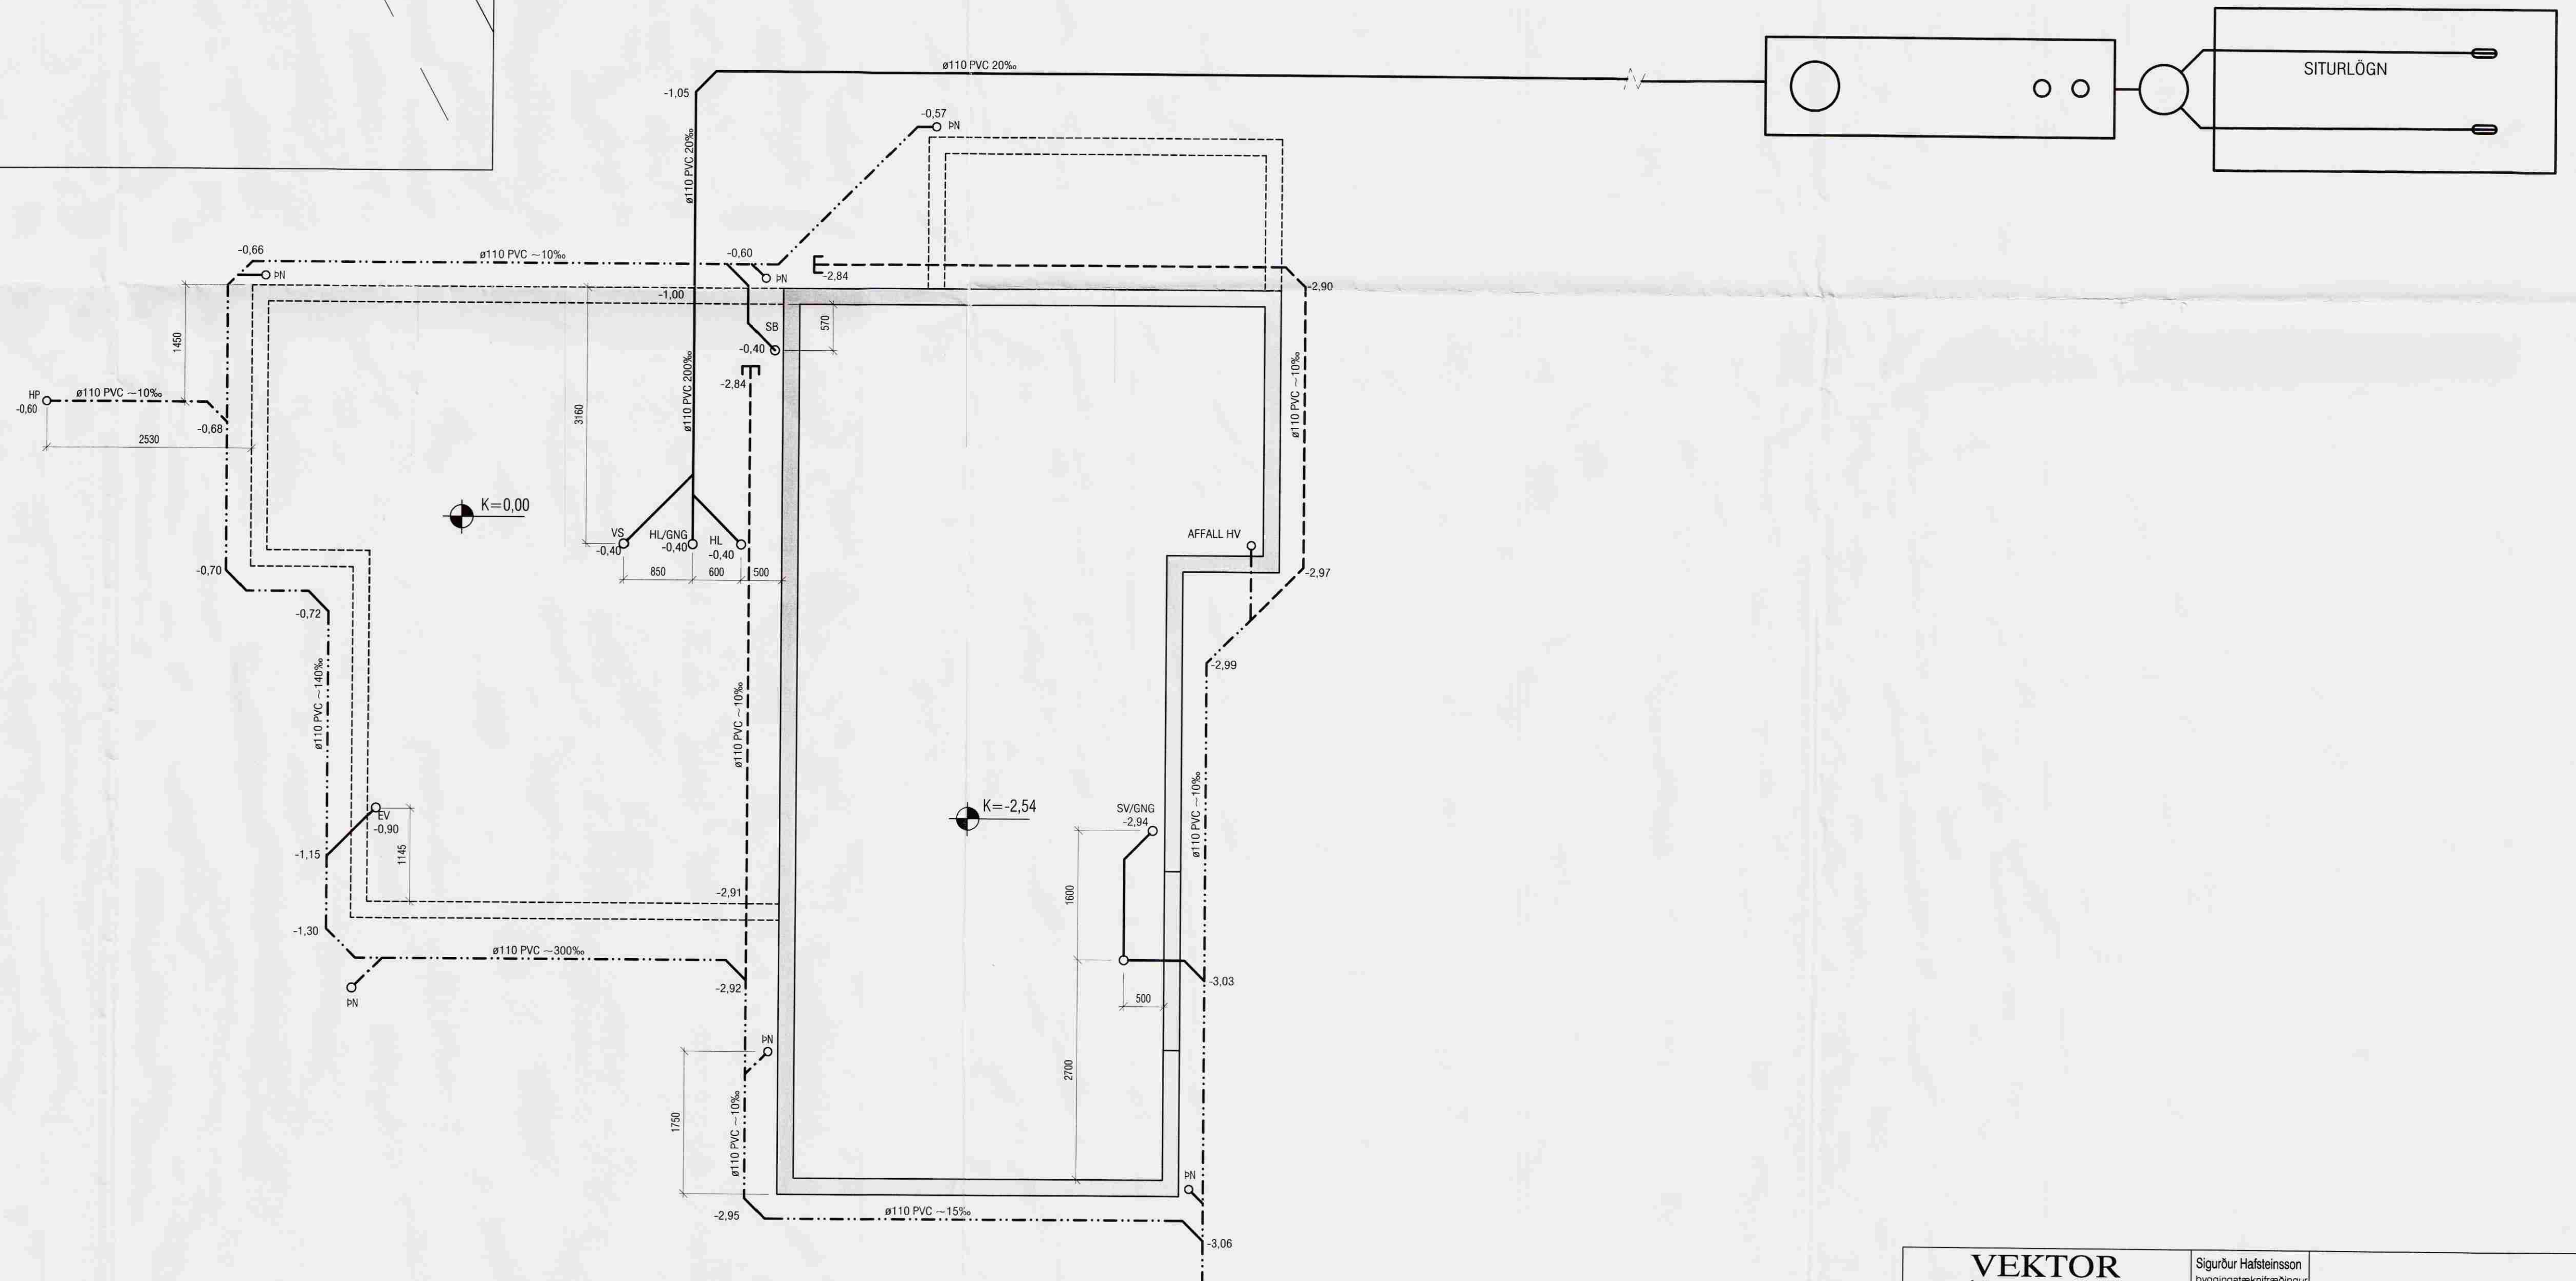 ø110 PVC 20‰
SITURLÖGN
-1,05
-0,57
ÞN
ø110 PVC 20‰
-0,66
ÞN
ø110 PVC ~10‰
-0,60
ÞN
-2,84
-1,00
-2,90
1450
SB
-0,40
570
-2,84
HP
-0,60
ø110 PVC ~10‰
-0,68
2530
3160
ø110 PVC 200‰
ø110 PVC ~10‰
K=0,00
VS
-0,40
HL/GNG
-0,40
HL
-0,40
850
600
500
AFFALL HV
-2,97
-0,70
-0,72
-2,99
ø110 PVC ~140‰
ø110 PVC ~10‰
K=-2,54
SV/GNG
-2,94
ø110 PVC ~10‰
EV
-0,90
-1,15
1145
-2,91
1600
-1,30
ø110 PVC ~300‰
-2,92
ÞN
-3,03
500
ÞN
2700
1750
ø110 PVC ~10‰
ÞN
-2,95
ø110 PVC ~15‰
-3,06
VEKTOR
Sigurður Hafsteinsson
byggingatæknifræðingur